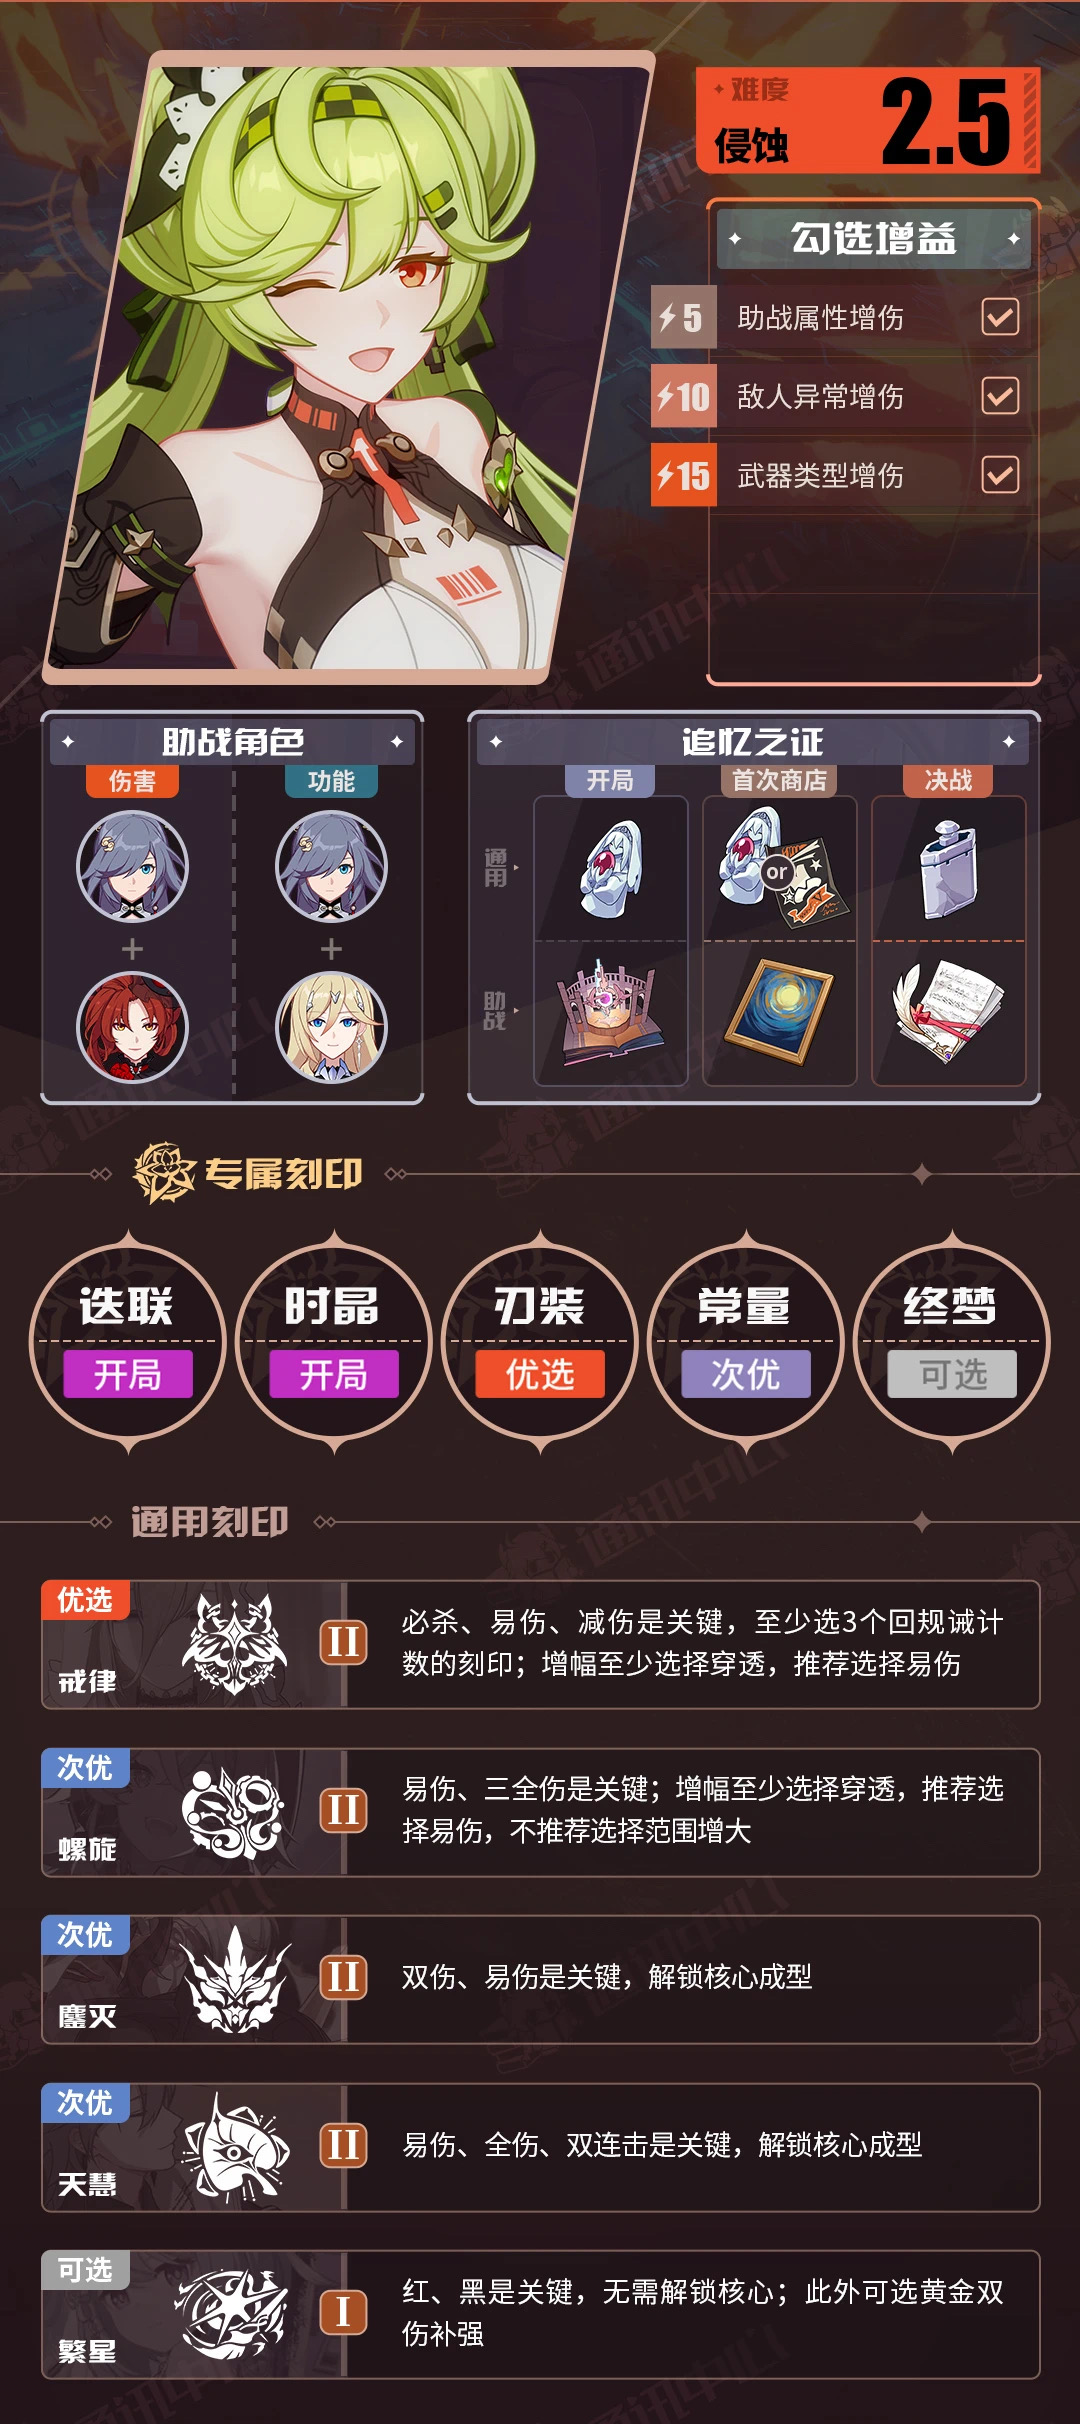 难度
侵蚀 2.5
勾选增益
5 助战属性增伤
10 敌人异常增伤
15 武器类型增伤
助战角色
伤害 功能
追忆之证
开局 首次商店 决战
通用
or
助战
专属刻印
迭联 时晶 刃装 常量 终梦
开局 开局 优选 次优 可选
通用刻印
优选
戒律
II
必杀、易伤、减伤是关键，至少选3个回规诫计
数的刻印；增幅至少选择穿透，推荐选择易伤
次优
螺旋
II
易伤、三全伤是关键；增幅至少选择穿透，推荐选
择易伤，不推荐选择范围增大
次优
鏖灭
II
双伤、易伤是关键，解锁核心成型
次优
天慧
II
易伤、全伤、双连击是关键，解锁核心成型
可选
繁星
I
红、黑是关键，无需解锁核心；此外可选黄金双
伤补强
通讯中心